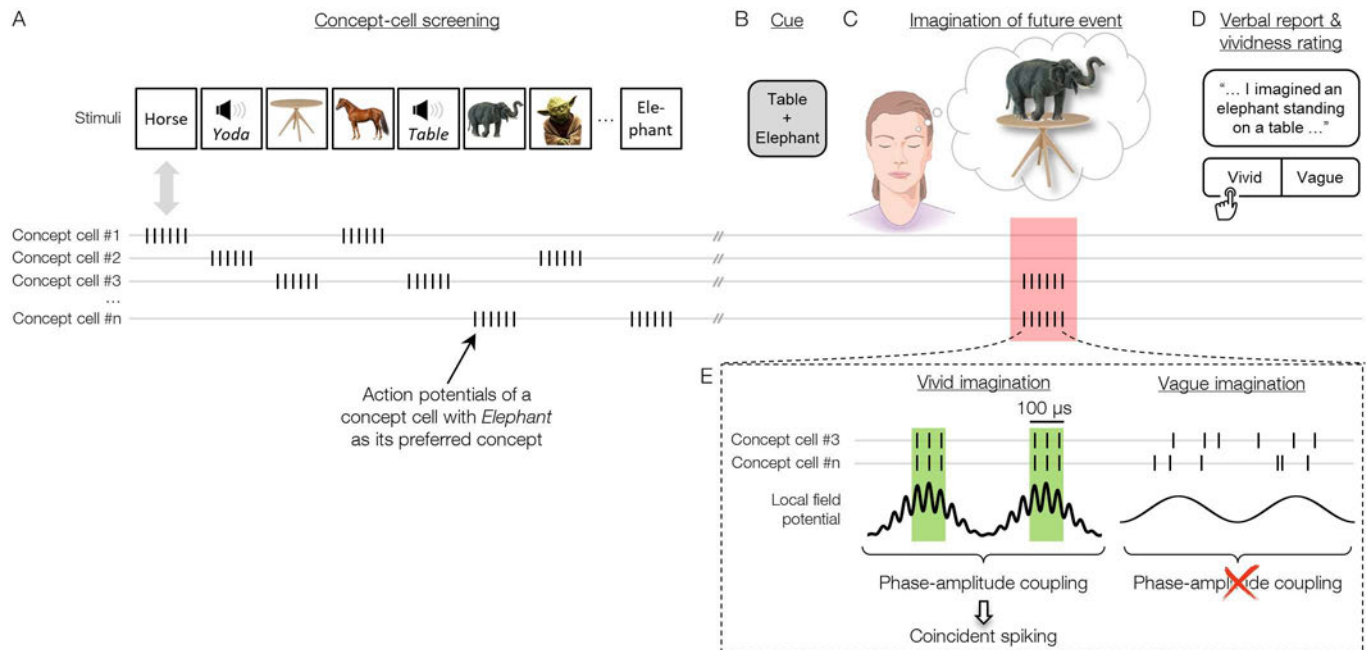 A
Concept-cell screening
Stimuli
Horse
Yoda
Table
...
Ele-
phant
Concept cell #1
Concept cell #2
Concept cell #3
...
Concept cell #n
Action potentials of a
concept cell with Elephant
as its preferred concept
B
Cue
Table
+
Elephant
C
Imagination of future event
D
Verbal report &
vividness rating
“... I imagined an
elephant standing
on a table ...”
Vivid
Vague
E
Vivid imagination
Vague imagination
100 µs
Concept cell #3
Concept cell #n
Local field
potential
Phase-amplitude coupling
Phase-amplitude coupling
Coincident spiking